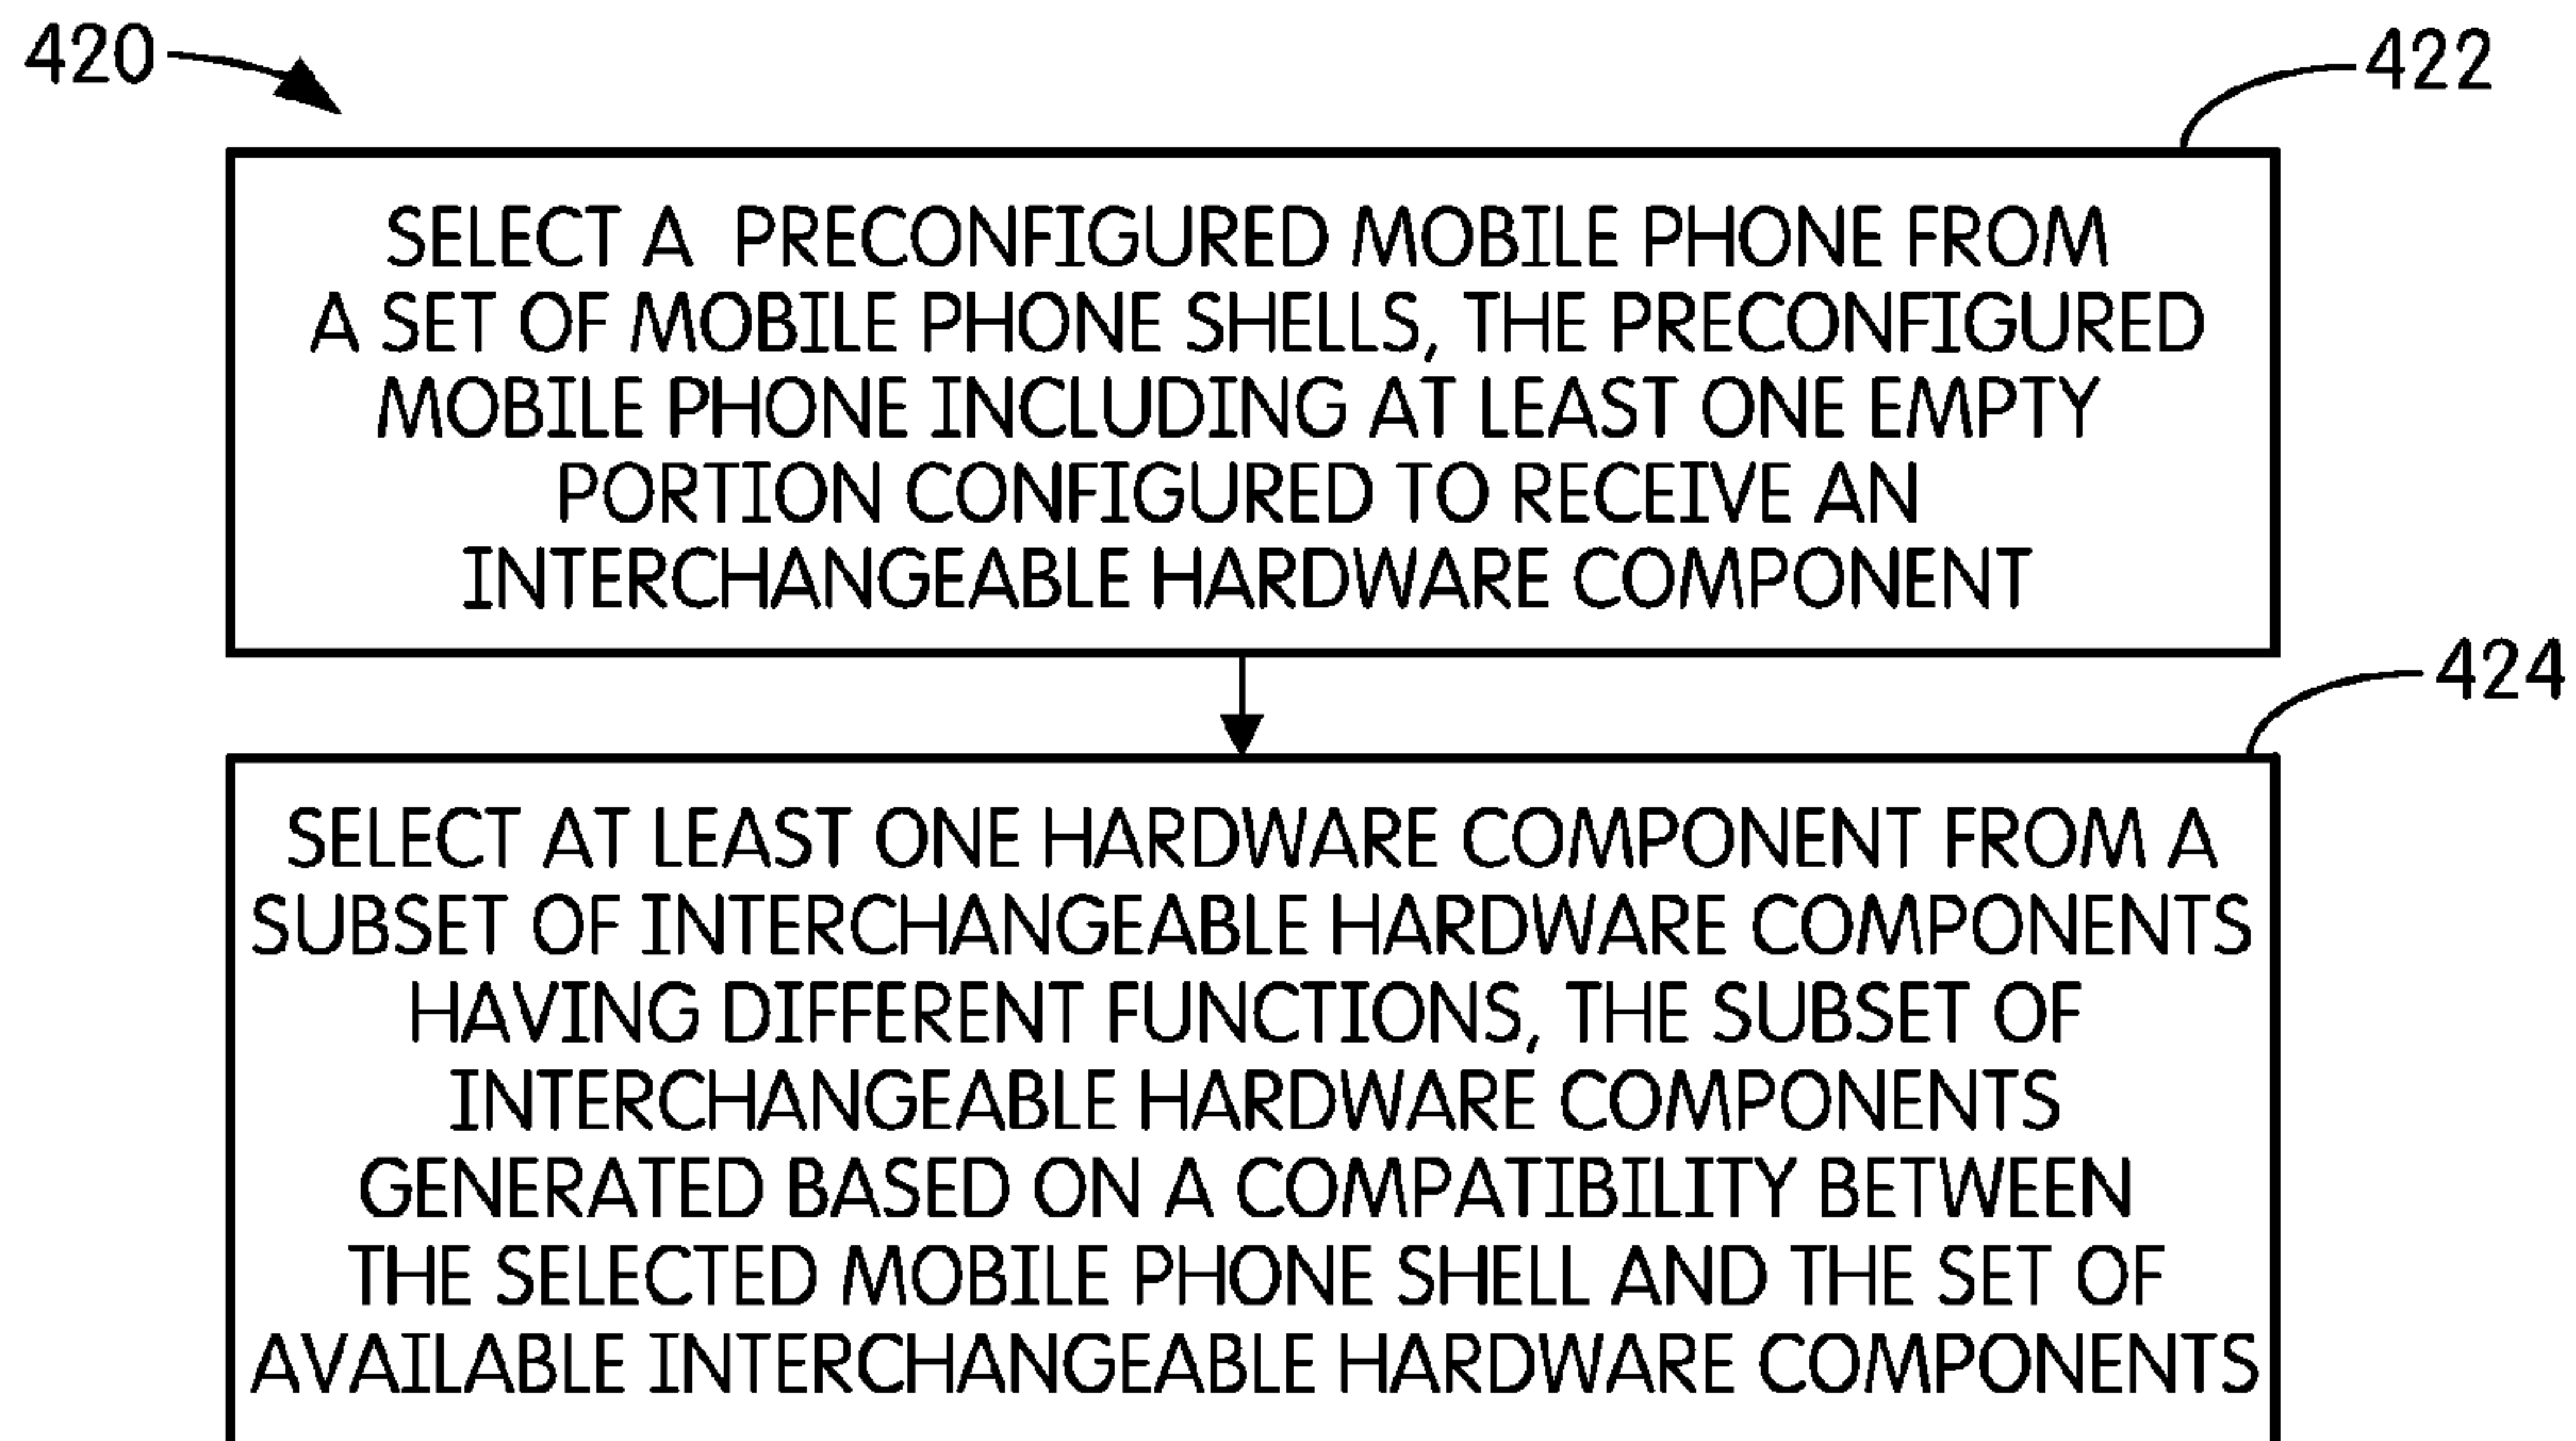 420
422
SELECT A PRECONFIGURED MOBILE PHONE FROM
A SET OF MOBILE PHONE SHELLS, THE PRECONFIGURED
MOBILE PHONE INCLUDING AT LEAST ONE EMPTY
PORTION CONFIGURED TO RECEIVE AN
INTERCHANGEABLE HARDWARE COMPONENT
424
SELECT AT LEAST ONE HARDWARE COMPONENT FROM A
SUBSET OF INTERCHANGEABLE HARDWARE COMPONENTS
HAVING DIFFERENT FUNCTIONS, THE SUBSET OF
INTERCHANGEABLE HARDWARE COMPONENTS
GENERATED BASED ON A COMPATIBILITY BETWEEN
THE SELECTED MOBILE PHONE SHELL AND THE SET OF
AVAILABLE INTERCHANGEABLE HARDWARE COMPONENTS